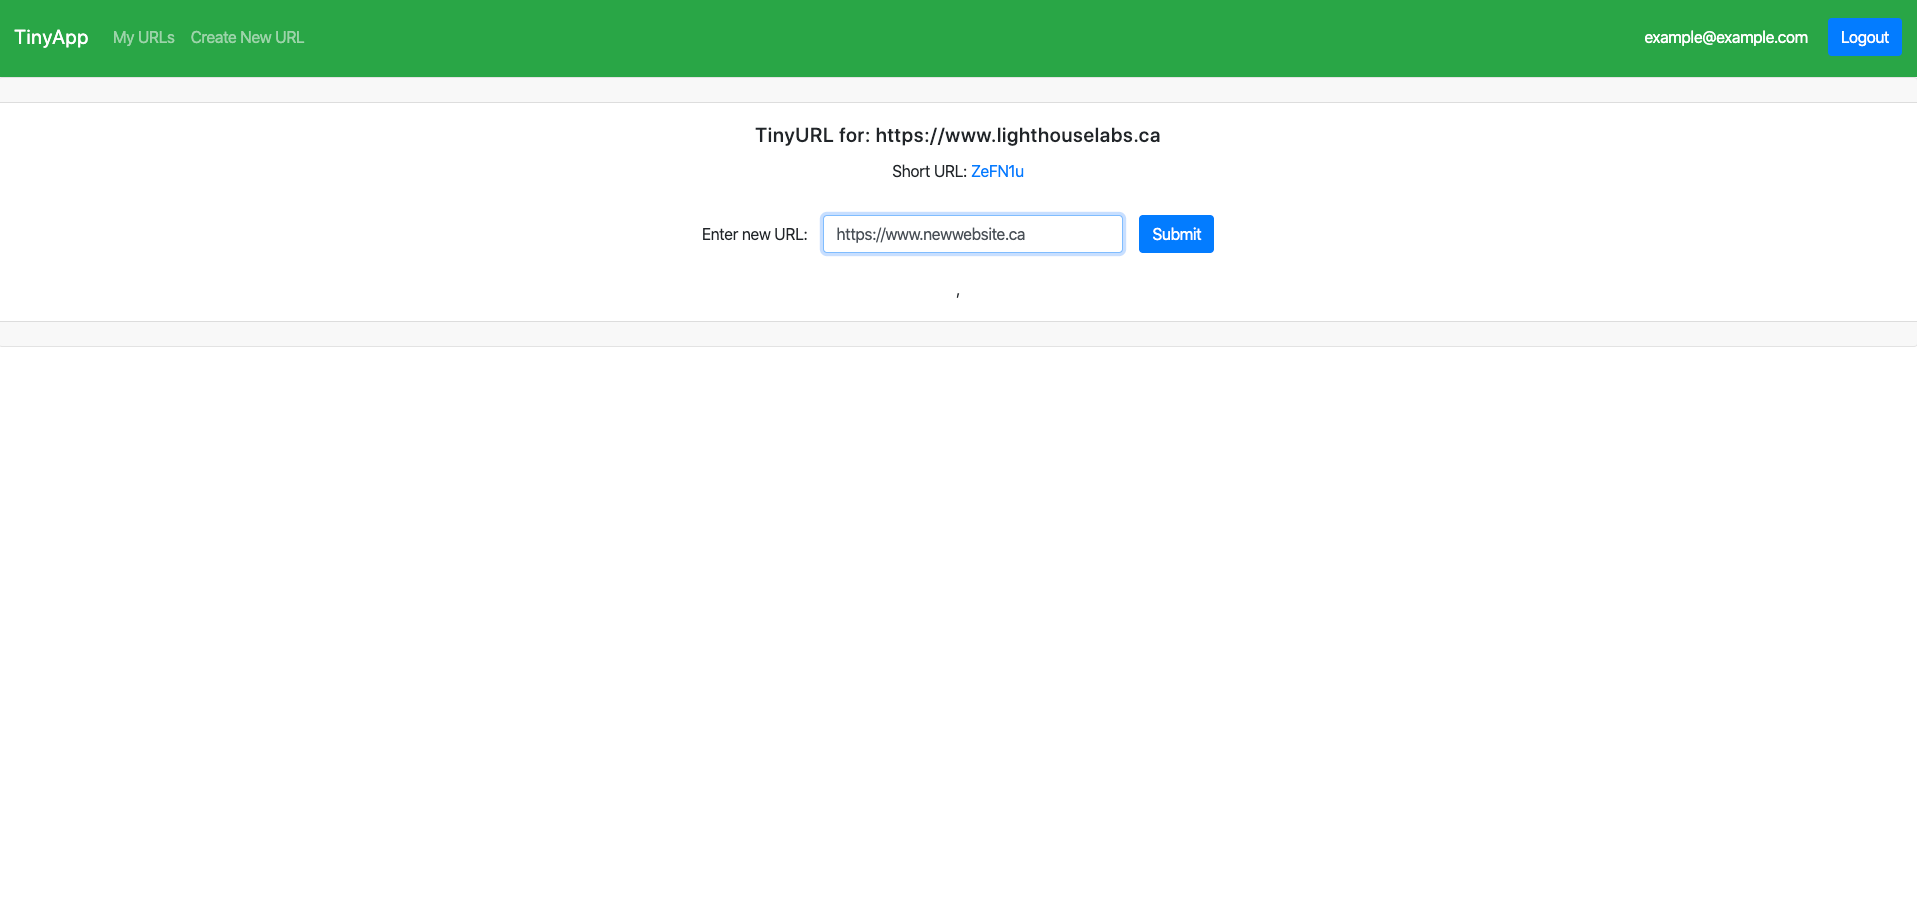 TinyApp My URLs Create New URL example@example.com Logout
TinyURL for: https://www.lighthouselabs.ca
Short URL: ZeFN1u
Enter new URL: https://www.newwebsite.ca Submit
,